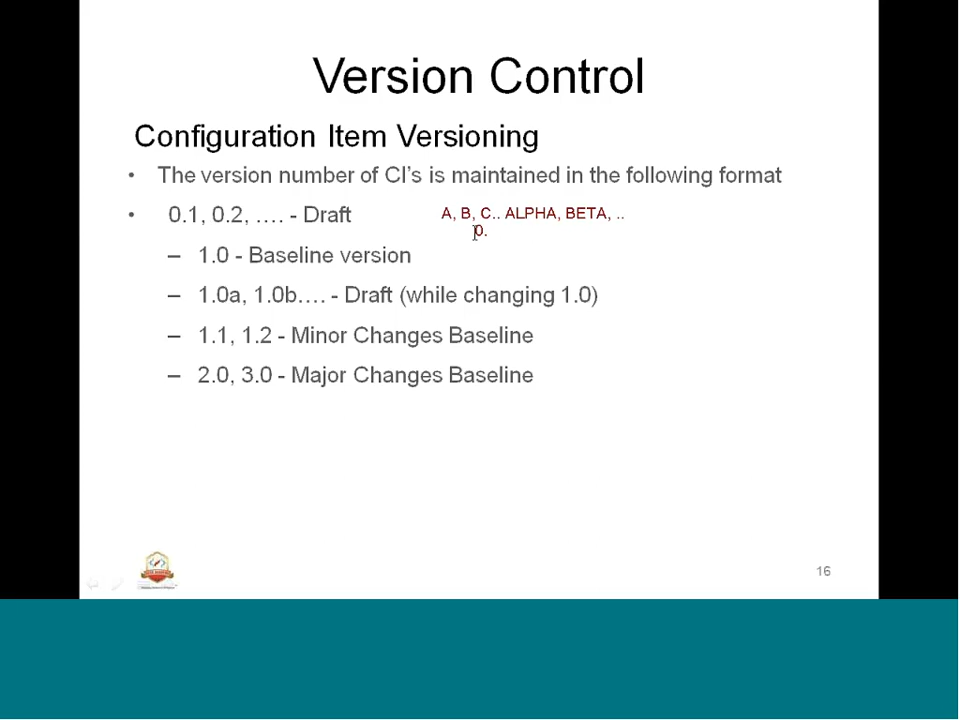 Version Control
Configuration Item Versioning
• The version number of CI's is maintained in the following format
• 0.1, 0.2, …. - Draft A, B, C.. ALPHA, BETA, ..
0.
– 1.0 - Baseline version
– 1.0a, 1.0b…. - Draft (while changing 1.0)
– 1.1, 1.2 - Minor Changes Baseline
– 2.0, 3.0 - Major Changes Baseline
16